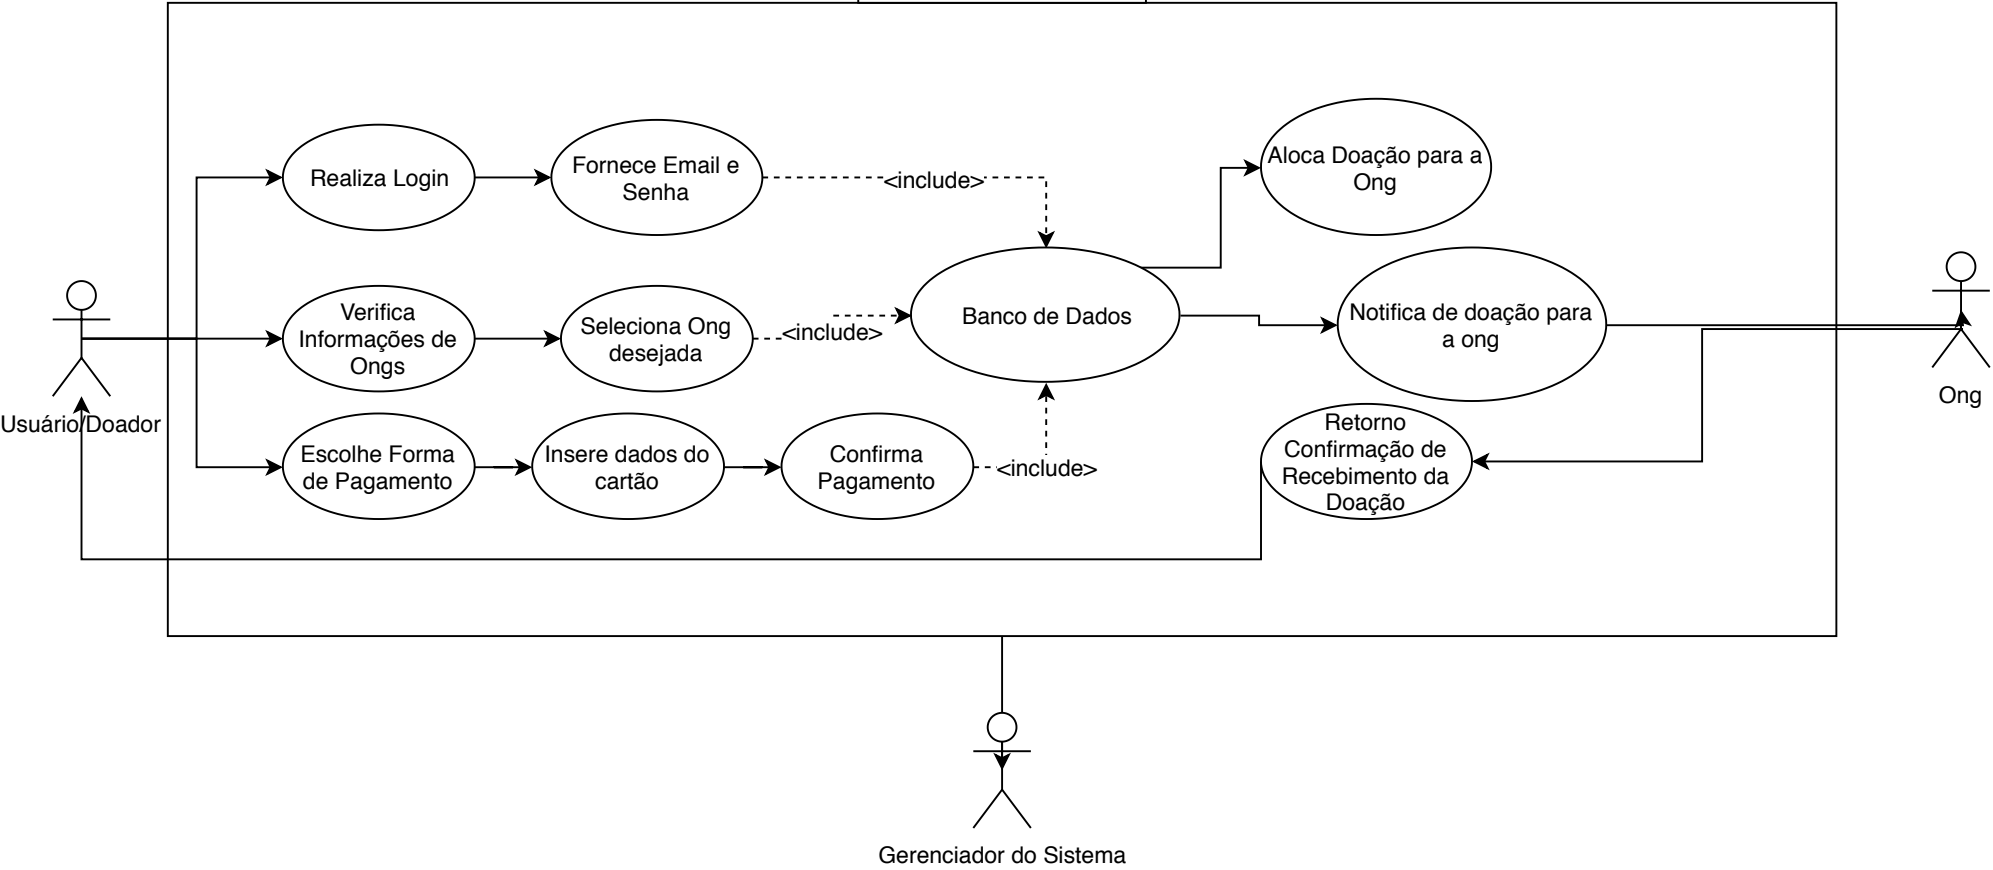 Realiza Login
Fornece Email e
Senha
<include>
Aloca Doação para a
Ong
Verifica
Informações de
Ongs
Seleciona Ong
desejada
<include>
Banco de Dados
Notifica de doação para
a ong
Usuário/Doador
Ong
Escolhe Forma
de Pagamento
Insere dados do
cartão
Confirma
Pagamento
<include>
Retorno
Confirmação de
Recebimento da
Doação
Gerenciador do Sistema